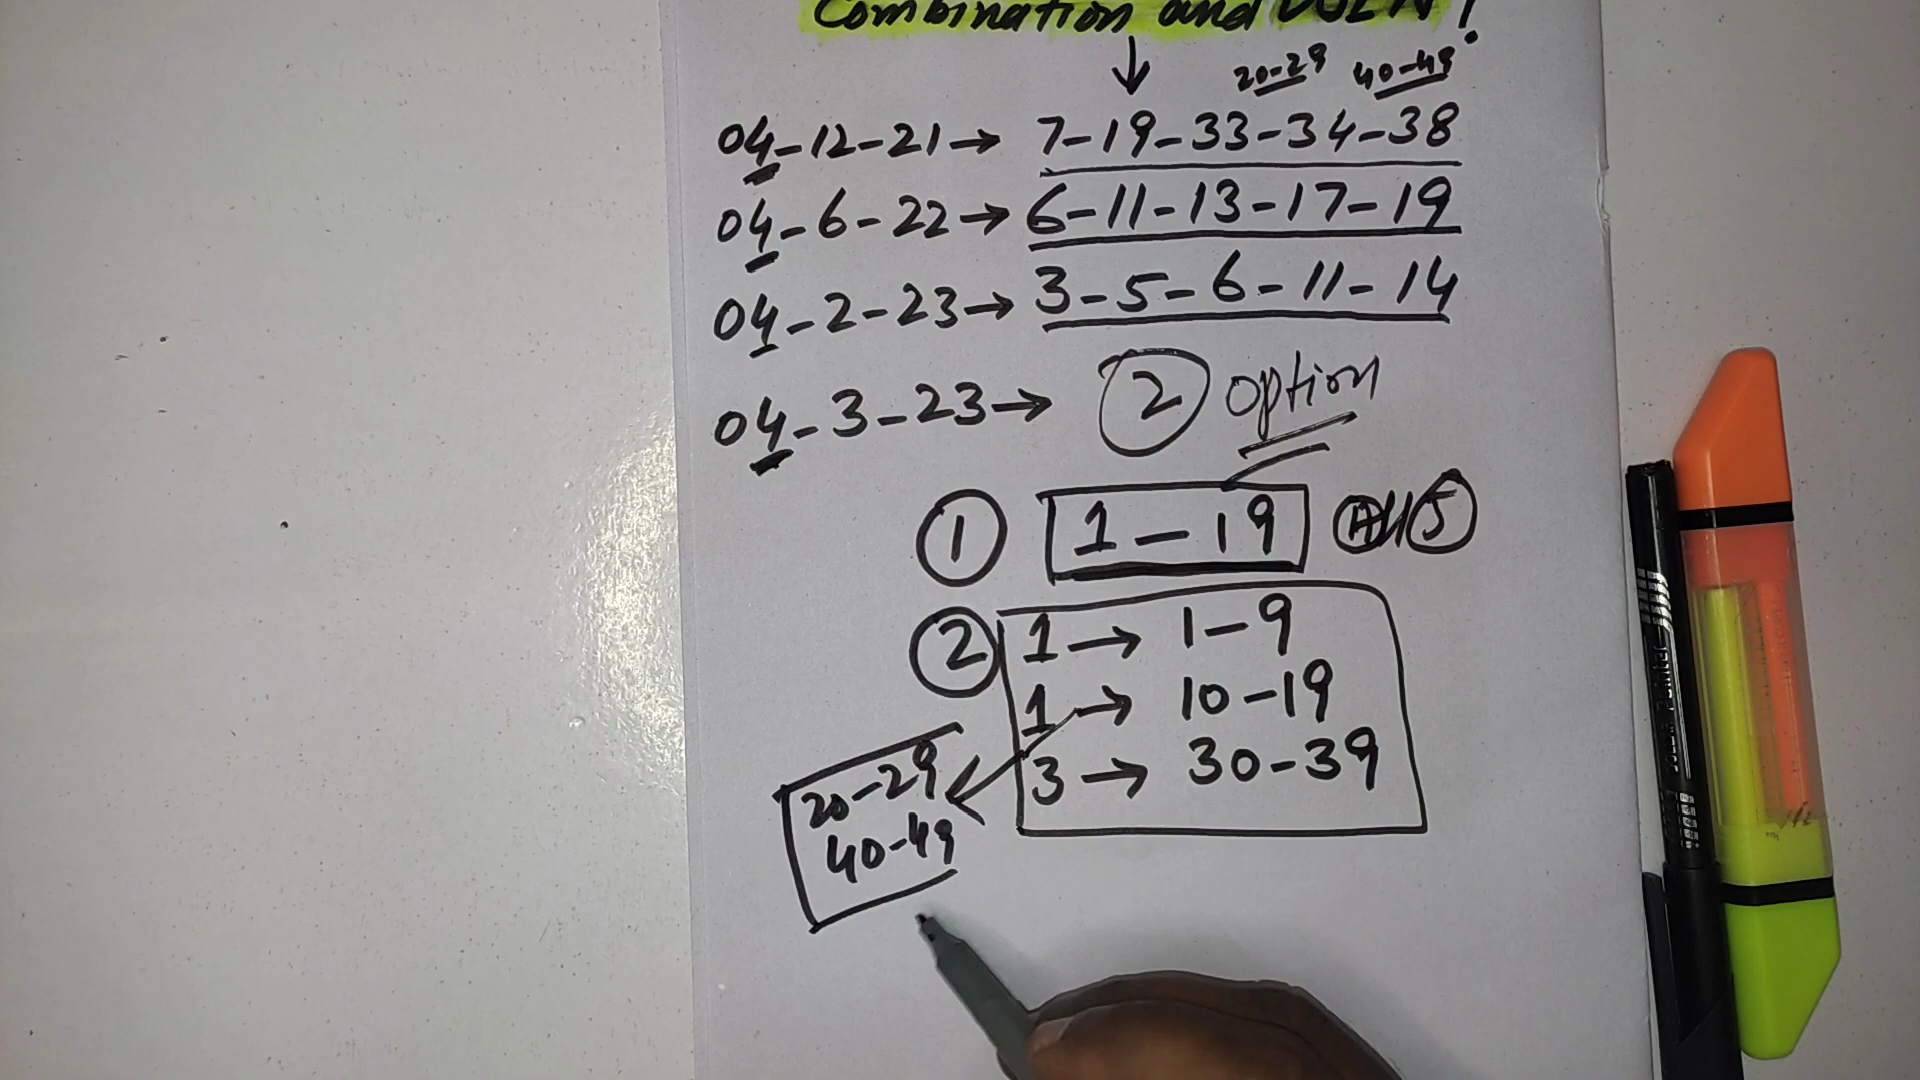 Combination and
20-29 40-49
04-12-21→ 7-19-33-34-38
04-6-22→ 6-11-13-17-19
04-2-23→ 3-5-6-11-14
04-3-23→ 2 option
1 1-19 All 5
2 1→ 1-9
1→ 10-19
3→ 30-39
20-29
40-49